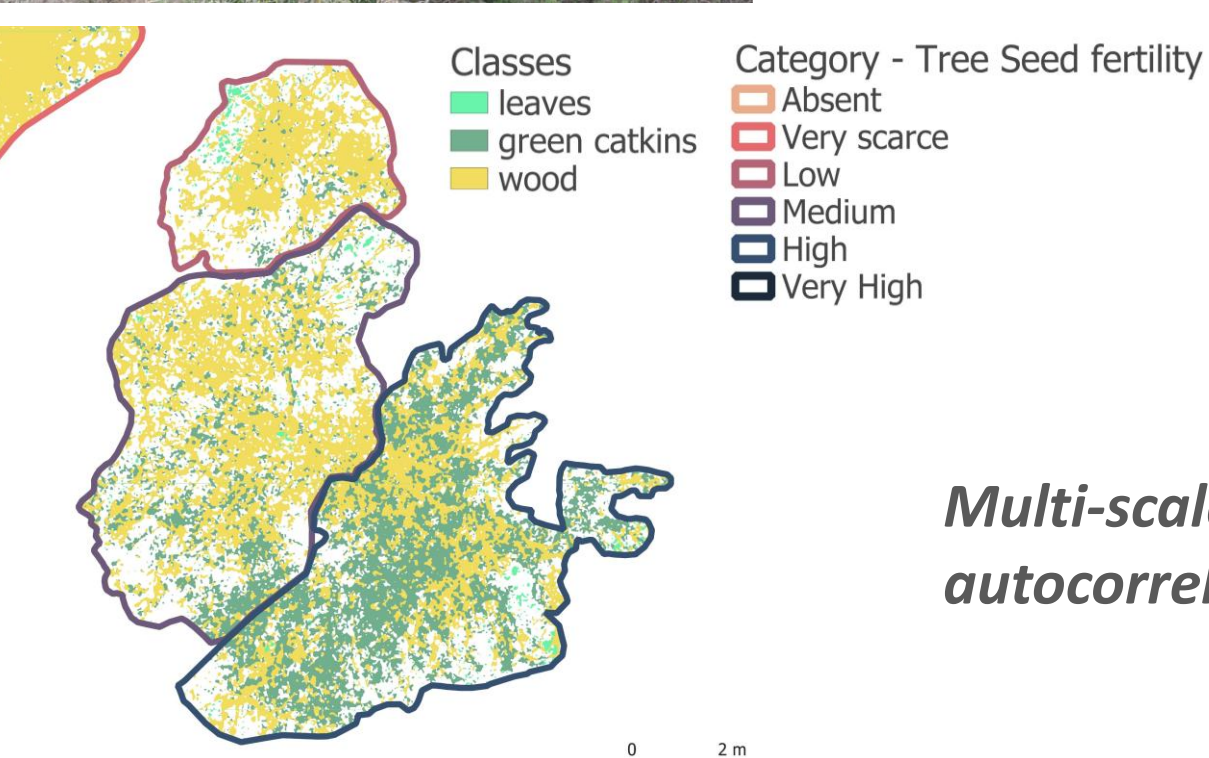 Classes
leaves
green catkins
wood
Category - Tree Seed fertility
Absent
Very scarce
Low
Medium
High
Very High
autocorrel
0 2 m